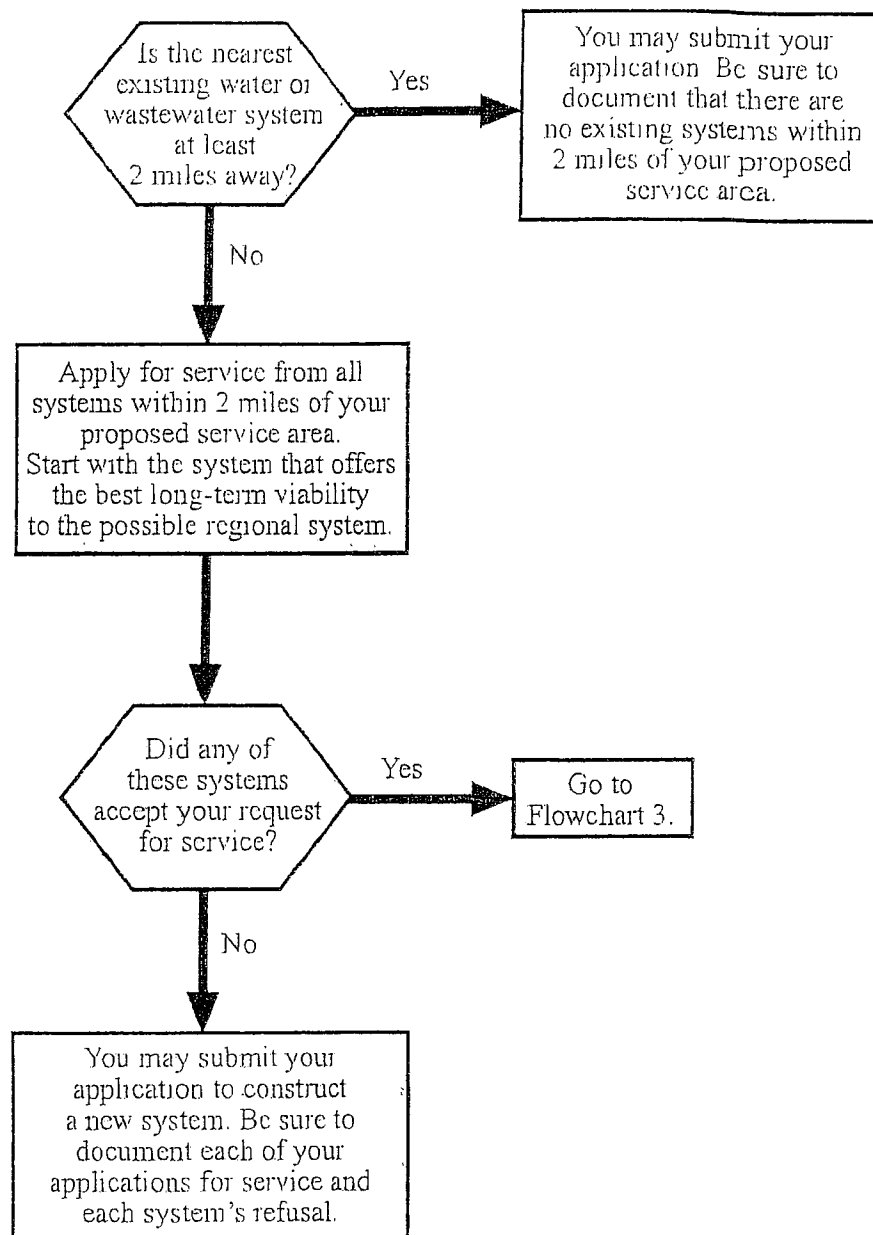 Is the nearest
existing water or
wastewater system
at least
2 miles away?
Yes
You may submit your
application. Be sure to
document that there are
no existing systems within
2 miles of your proposed
service area.
No
Apply for service from all
systems within 2 miles of your
proposed service area.
Start with the system that offers
the best long-term viability
to the possible regional system.
Did any of
these systems
accept your request
for service?
Yes
Go to
Flowchart 3.
No
You may submit your
application to construct
a new system. Be sure to
document each of your
applications for service and
each system's refusal.